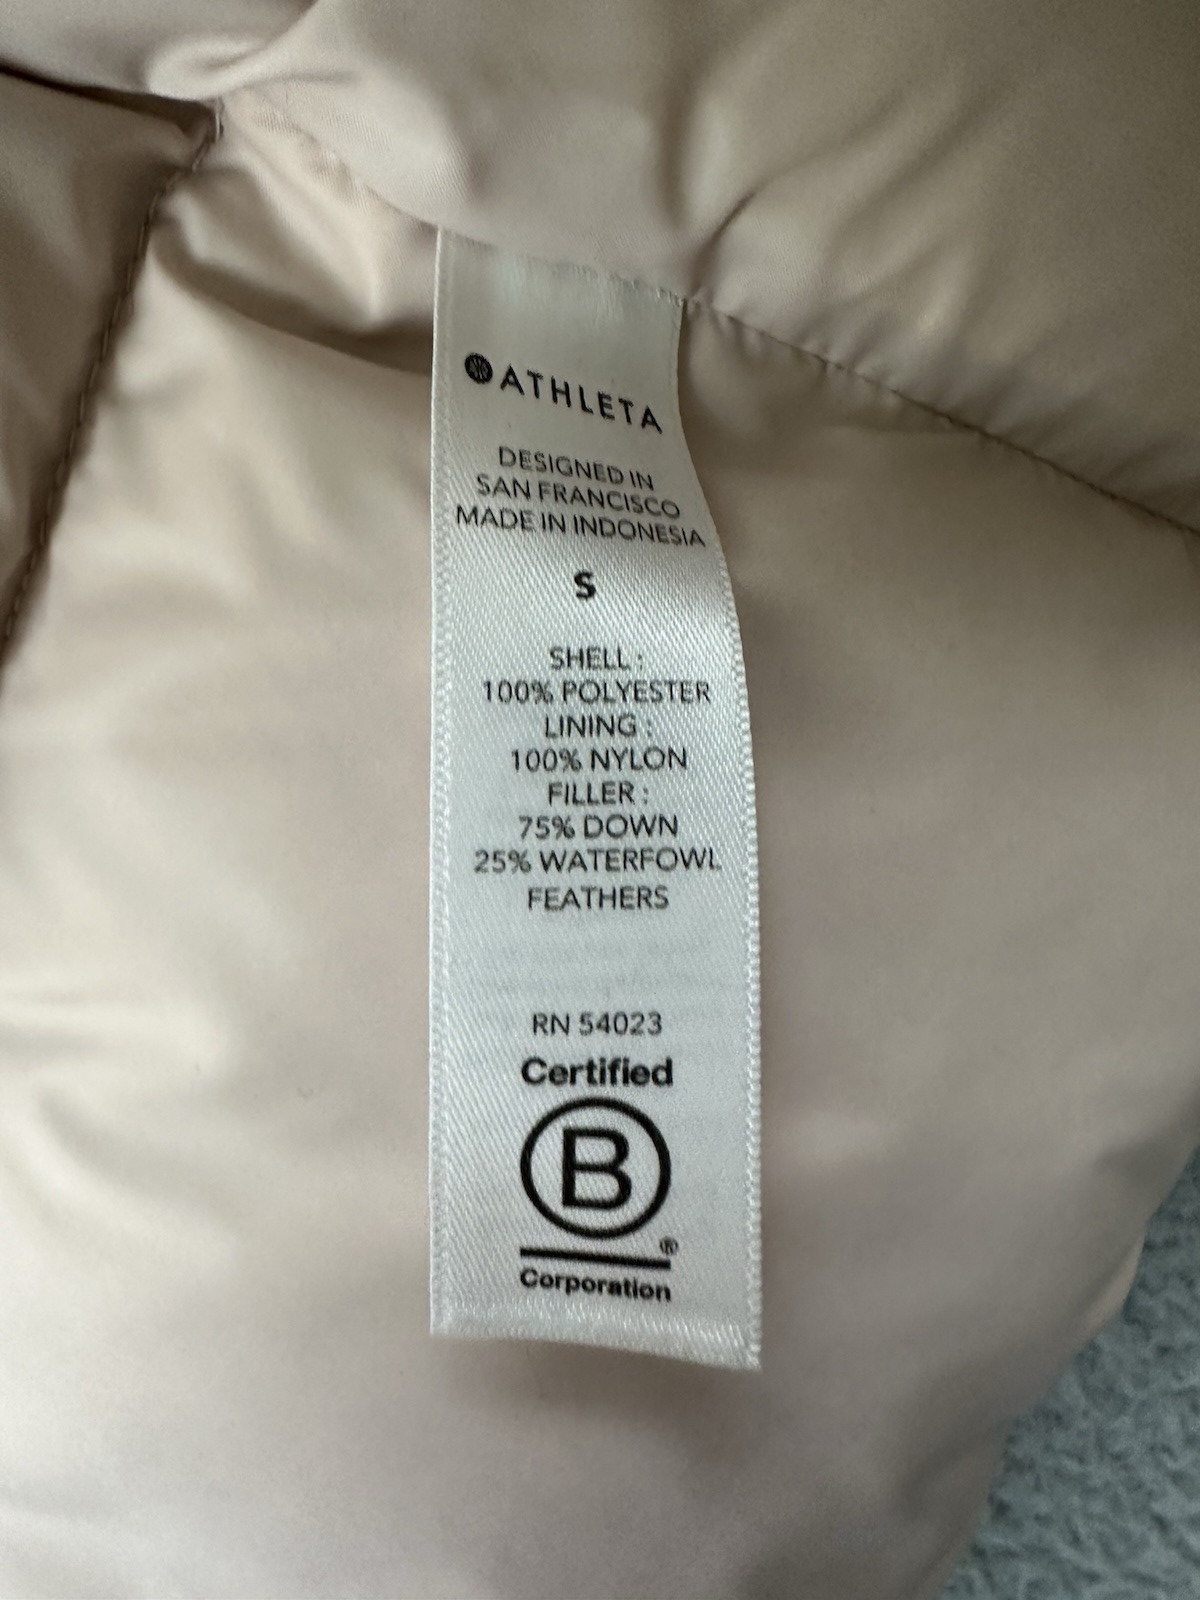 ATHLETA
DESIGNED IN
SAN FRANCISCO
MADE IN INDONESIA
S
SHELL :
100% POLYESTER
LINING :
100% NYLON
FILLER :
75% DOWN
25% WATERFOWL
FEATHERS
RN 54023
Certified
B
®
Corporation